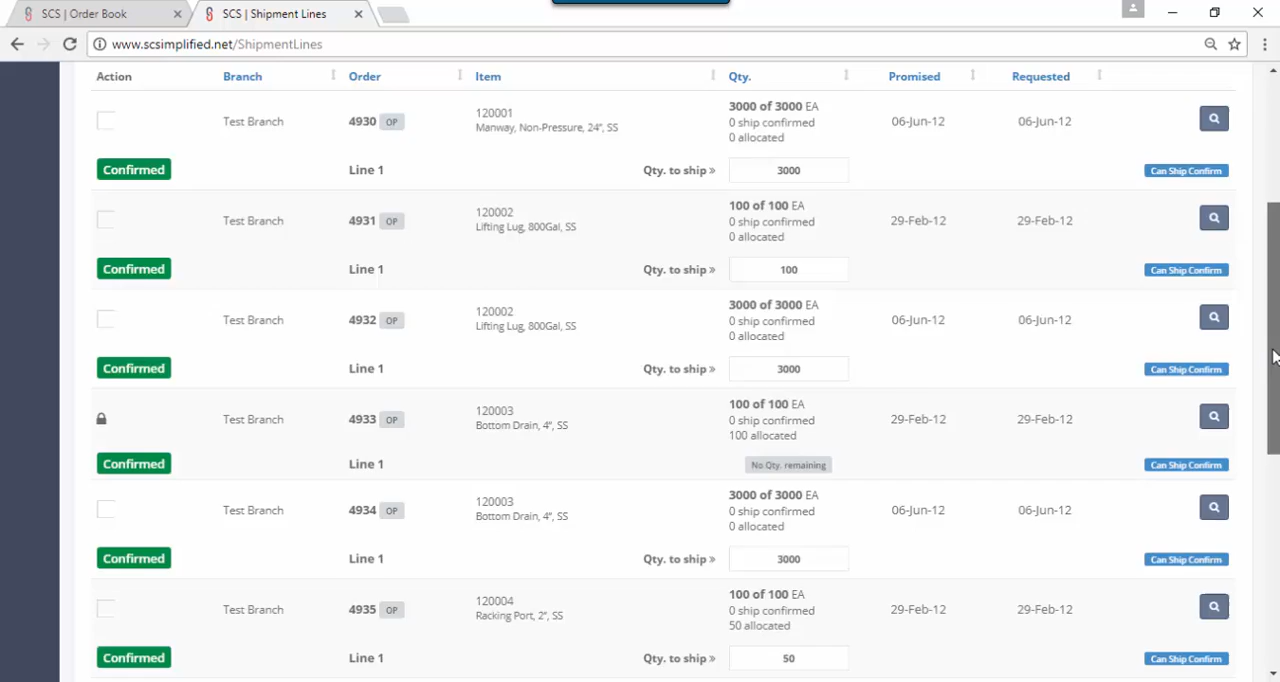 SCS | Order Book
SCS | Shipment Lines
www.scsimplified.net/ShipmentLines
Action Branch Order Item Qty. Promised Requested
Test Branch 4930 OP 120001 3000 of 3000 EA 06-Jun-12 06-Jun-12
Manway, Non-Pressure, 24", SS 0 ship confirmed
0 allocated
Confirmed Line 1 Qty. to ship » 3000 Can Ship Confirm
Test Branch 4931 OP 120002 100 of 100 EA 29-Feb-12 29-Feb-12
Lifting Lug, 800Gal, SS 0 ship confirmed
0 allocated
Confirmed Line 1 Qty. to ship » 100 Can Ship Confirm
Test Branch 4932 OP 120002 3000 of 3000 EA 06-Jun-12 06-Jun-12
Lifting Lug, 800Gal, SS 0 ship confirmed
0 allocated
Confirmed Line 1 Qty. to ship » 3000 Can Ship Confirm
Test Branch 4933 OP 120003 100 of 100 EA 29-Feb-12 29-Feb-12
Bottom Drain, 4", SS 0 ship confirmed
100 allocated
Confirmed Line 1 No Qty. remaining Can Ship Confirm
Test Branch 4934 OP 120003 3000 of 3000 EA 06-Jun-12 06-Jun-12
Bottom Drain, 4", SS 0 ship confirmed
0 allocated
Confirmed Line 1 Qty. to ship » 3000 Can Ship Confirm
Test Branch 4935 OP 120004 100 of 100 EA 29-Feb-12 29-Feb-12
Racking Port, 2", SS 0 ship confirmed
50 allocated
Confirmed Line 1 Qty. to ship » 50 Can Ship Confirm